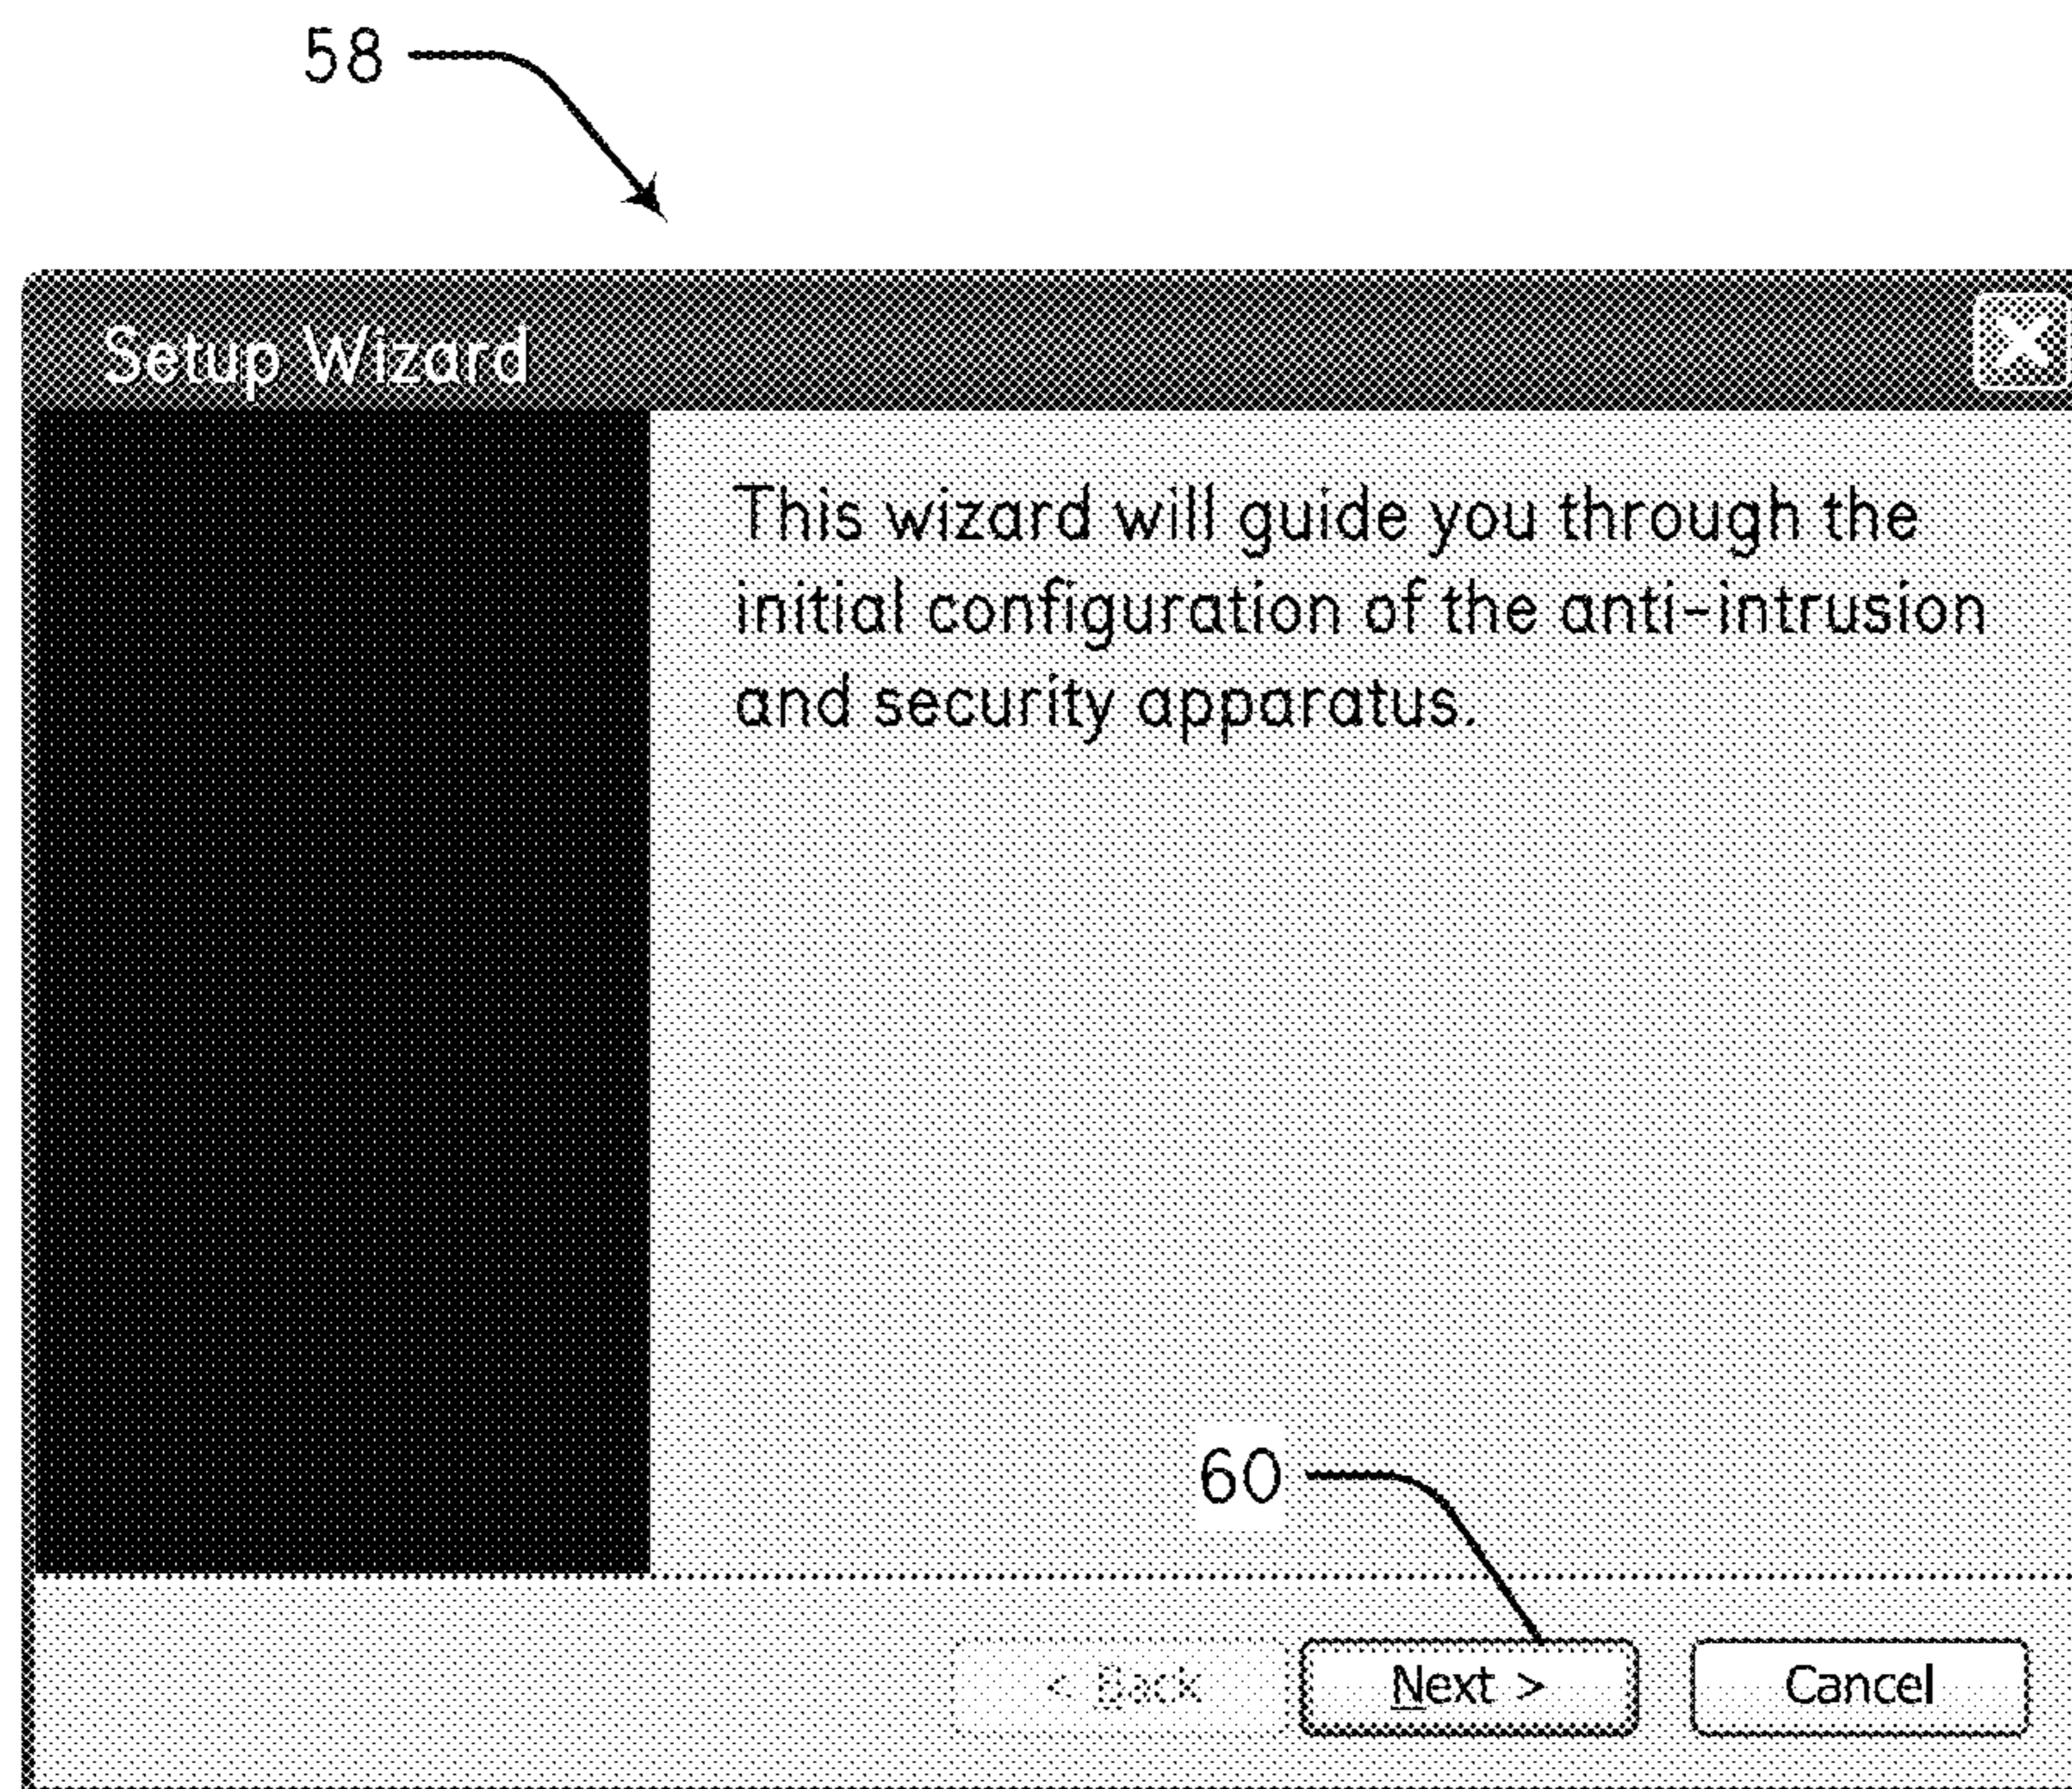 58
Setup Wizard
This wizard will guide you through the
initial configuration of the anti-intrusion
and security apparatus.
60
< Back Next > Cancel